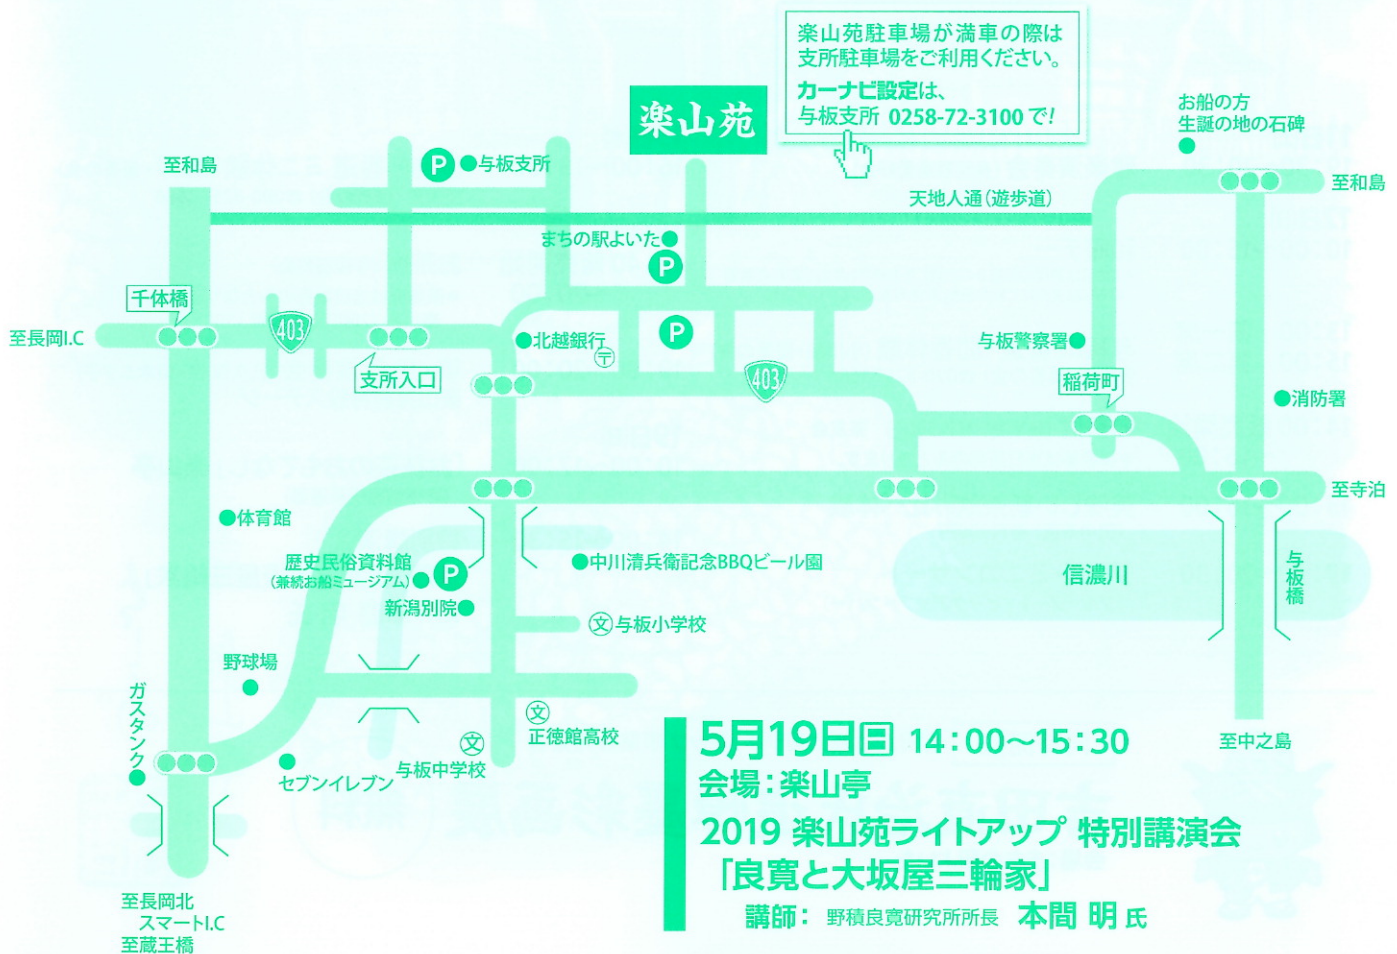 楽山苑駐車場が満車の際は
支所駐車場をご利用ください。
カーナビ設定は、
与板支所 0258-72-3100 で!
楽山苑
お船の方
生誕の地の石碑
至和島
P
与板支所
至和島
天地人通(遊歩道)
まちの駅よいた
P
千体橋
至長岡I.C
403
支所入口
北越銀行
〒
P
403
与板警察署
稲荷町
消防署
至寺泊
体育館
歴史民俗資料館
(兼続お船ミュージアム)
P
新潟別院
中川清兵衛記念BBQビール園
信濃川
与板橋
文 与板小学校
野球場
ガスタンク
文
正徳館高校
文
与板中学校
セブンイレブン
至中之島
至長岡北
スマートI.C
至蔵王橋
5月19日日 14:00〜15:30
会場:楽山亭
2019 楽山苑ライトアップ 特別講演会
「良寛と大坂屋三輪家」
講師: 野積良寛研究所所長 本間 明 氏